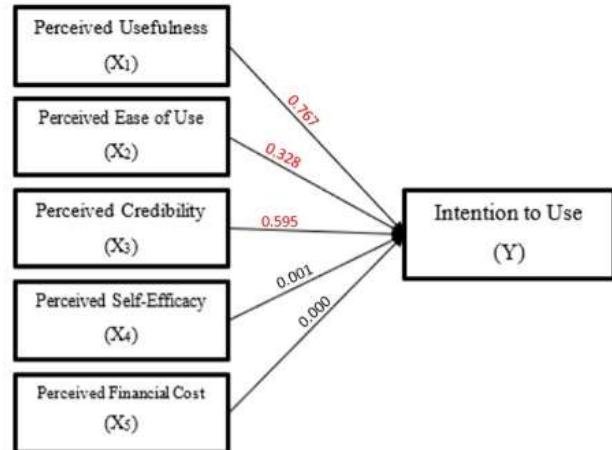 Perceived Usefulness
(X₁)
0.767
Perceived Ease of Use
(X₂)
0.328
Perceived Credibility
(X₃)
0.595
Intention to Use
(Y)
Perceived Self-Efficacy
(X₄)
0.001
Perceived Financial Cost
(X₅)
0.000